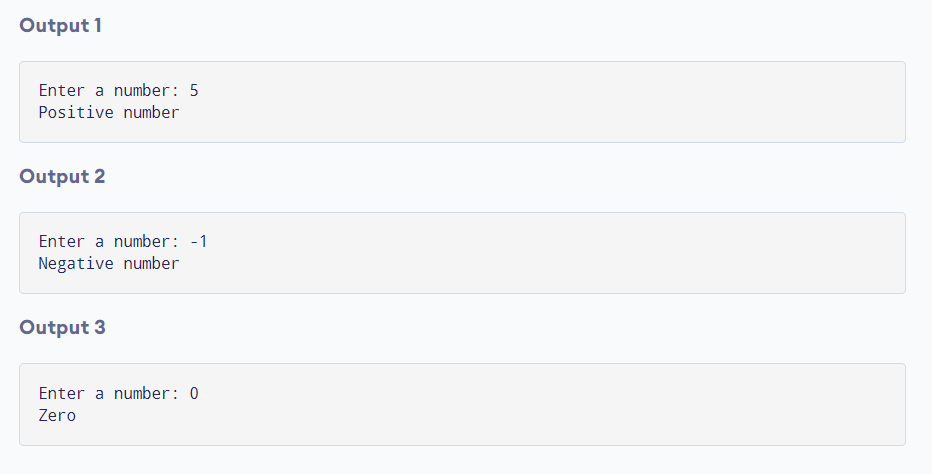 Output 1
Enter a number: 5
Positive number
Output 2
Enter a number: -1
Negative number
Output 3
Enter a number: 0
Zero